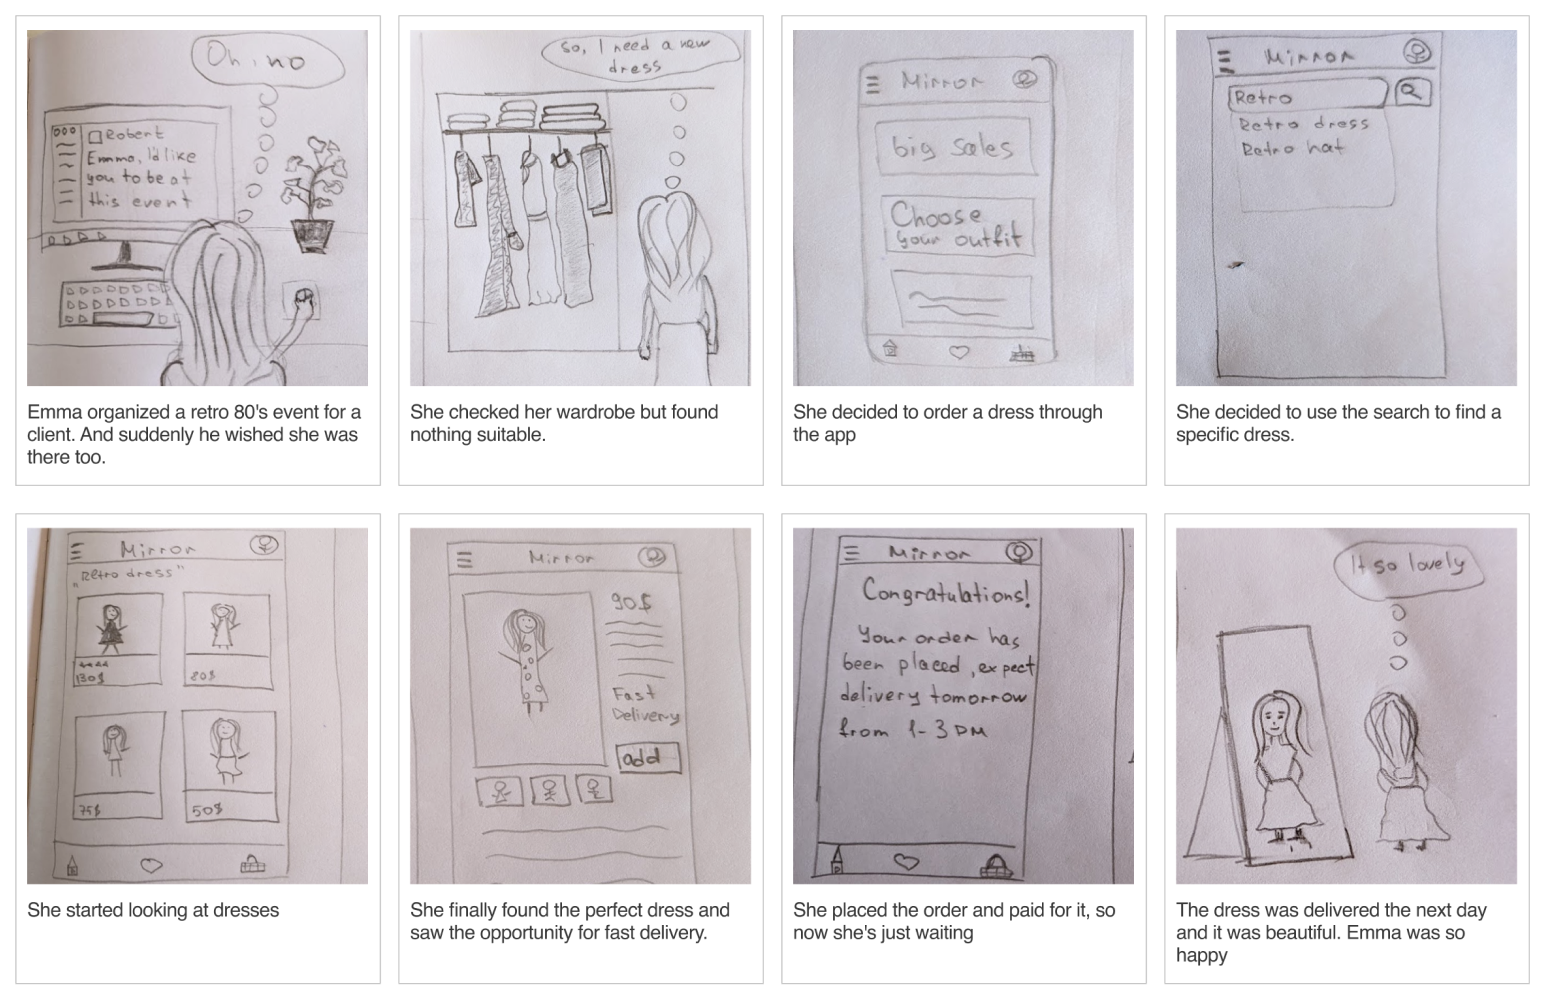 Oh, no
Robert
Emma, I'd like
you to be at
this event
Emma organized a retro 80's event for a
client. And suddenly he wished she was
there too.
So, I need a new
dress
She checked her wardrobe but found
nothing suitable.
Mirror
big sales
Choose
your outfit
She decided to order a dress through
the app
Mirror
Retro
Retro dress
Retro hat
She decided to use the search to find a
specific dress.
Mirror
"Retro dress"
130$
80$
75$
50$
She started looking at dresses
Mirror
90$
Fast
Delivery
add
She finally found the perfect dress and
saw the opportunity for fast delivery.
Mirror
Congratulations!
Your order has
been placed, expect
delivery tomorrow
from 1-3 PM
She placed the order and paid for it, so
now she's just waiting
It so lovely
The dress was delivered the next day
and it was beautiful. Emma was so
happy